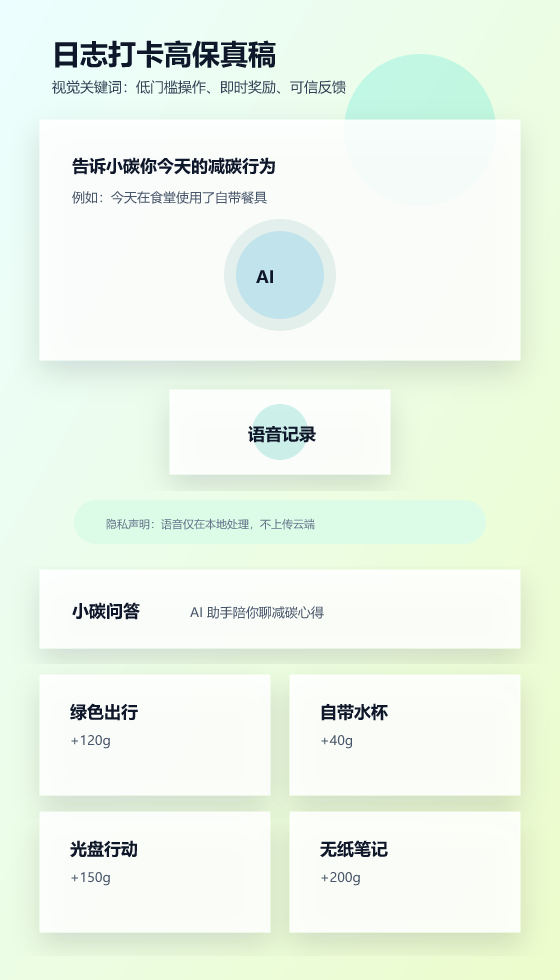 日志打卡高保真稿
视觉关键词：低门槛操作、即时奖励、可信反馈
告诉小碳你今天的减碳行为
例如：今天在食堂使用了自带餐具
AI
语音记录
隐私声明：语音仅在本地处理，不上传云端
小碳问答 AI 助手陪你聊减碳心得
绿色出行
+120g
自带水杯
+40g
光盘行动
+150g
无纸笔记
+200g